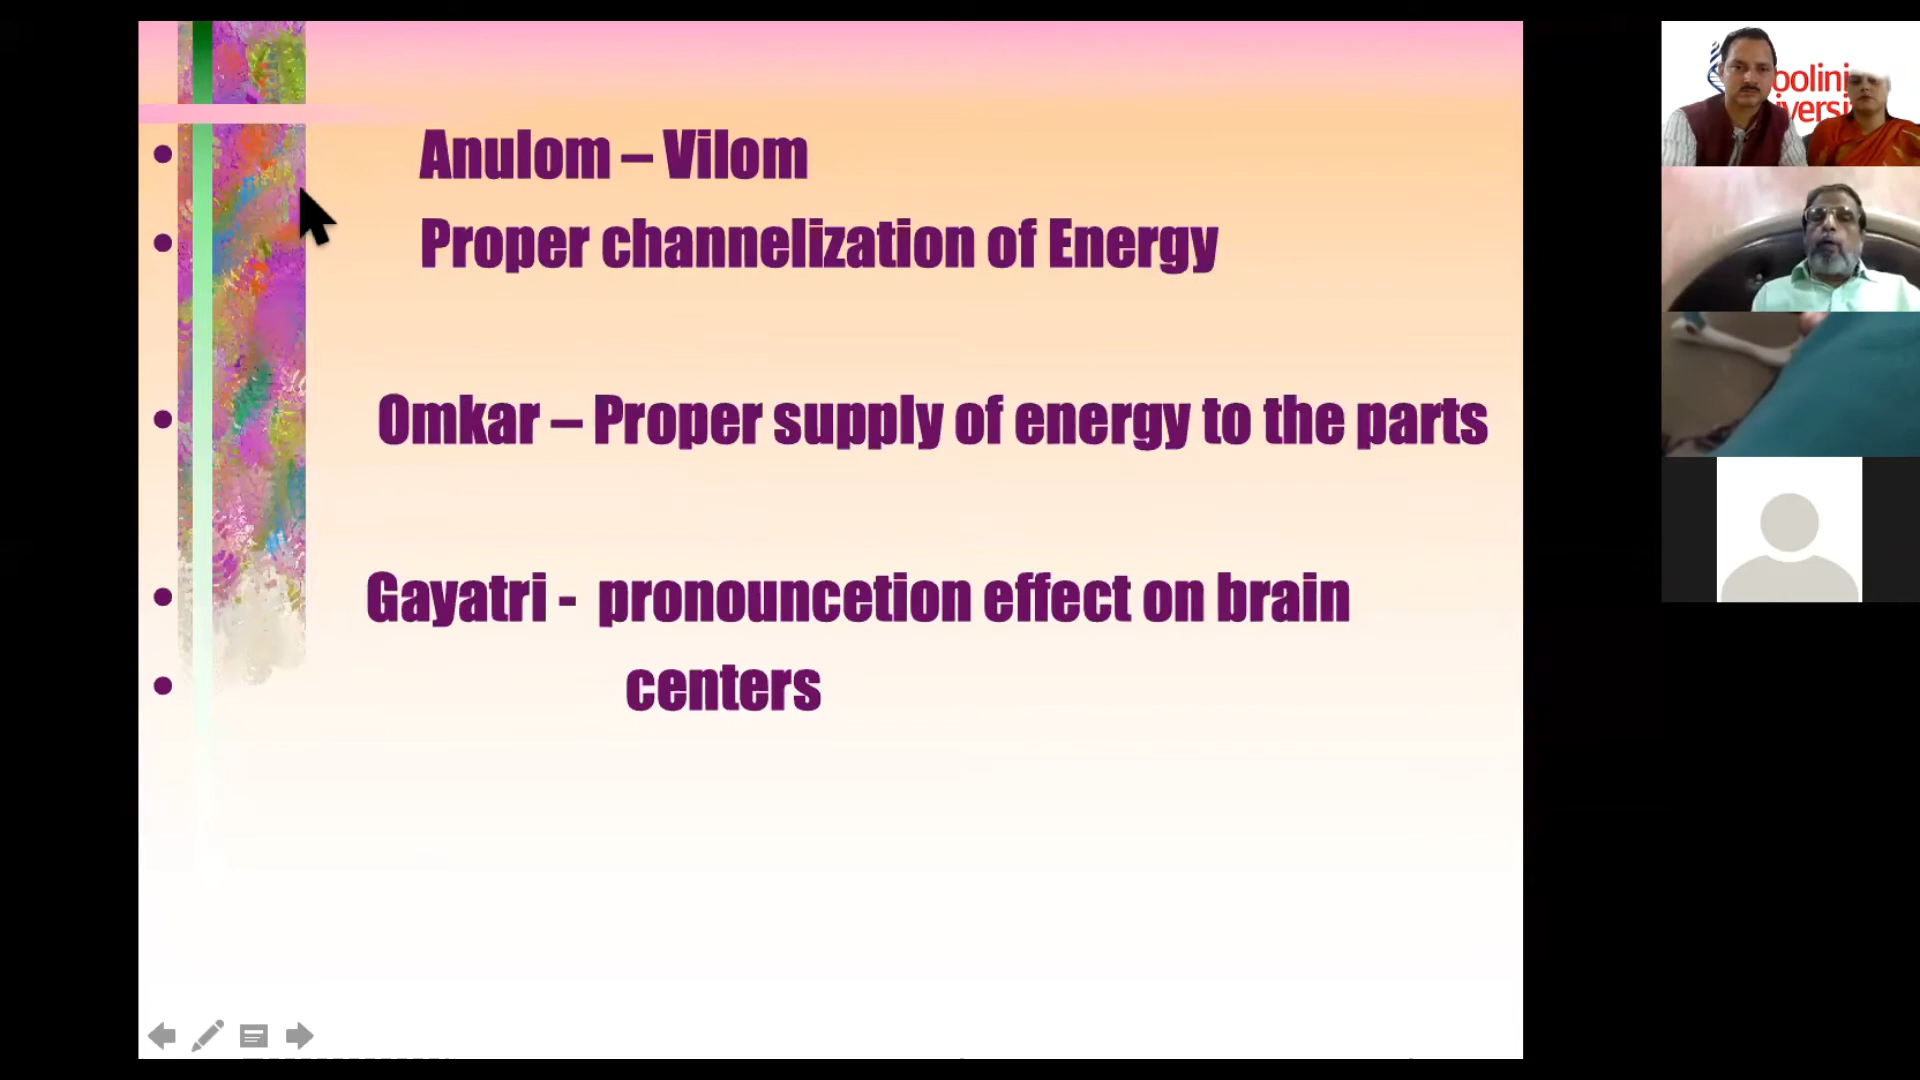 • Anulom – Vilom
• Proper channelization of Energy
• Omkar – Proper supply of energy to the parts
• Gayatri - pronouncetion effect on brain
• centers